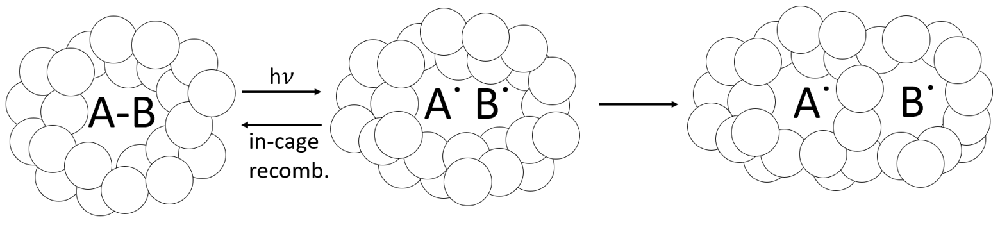 A-B
hν
in-cage
recomb.
A˙ B˙
A˙ B˙